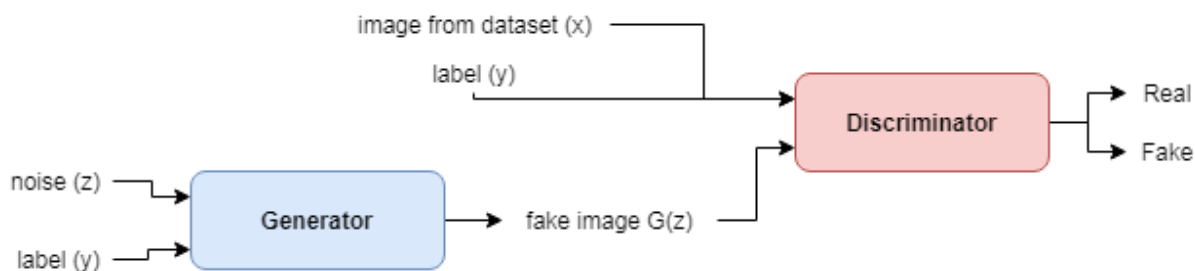 image from dataset (x)
label (y)
Discriminator
Real
Fake
noise (z)
label (y)
Generator
fake image G(z)